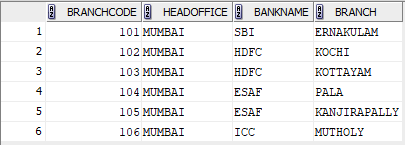 BRANCHCODE HEADOFFICE BANKNAME BRANCH
1 101 MUMBAI SBI ERNAKULAM
2 102 MUMBAI HDFC KOCHI
3 103 MUMBAI HDFC KOTTAYAM
4 104 MUMBAI ESAF PALA
5 105 MUMBAI ESAF KANJIRAPALLY
6 106 MUMBAI ICC MUTHOLY